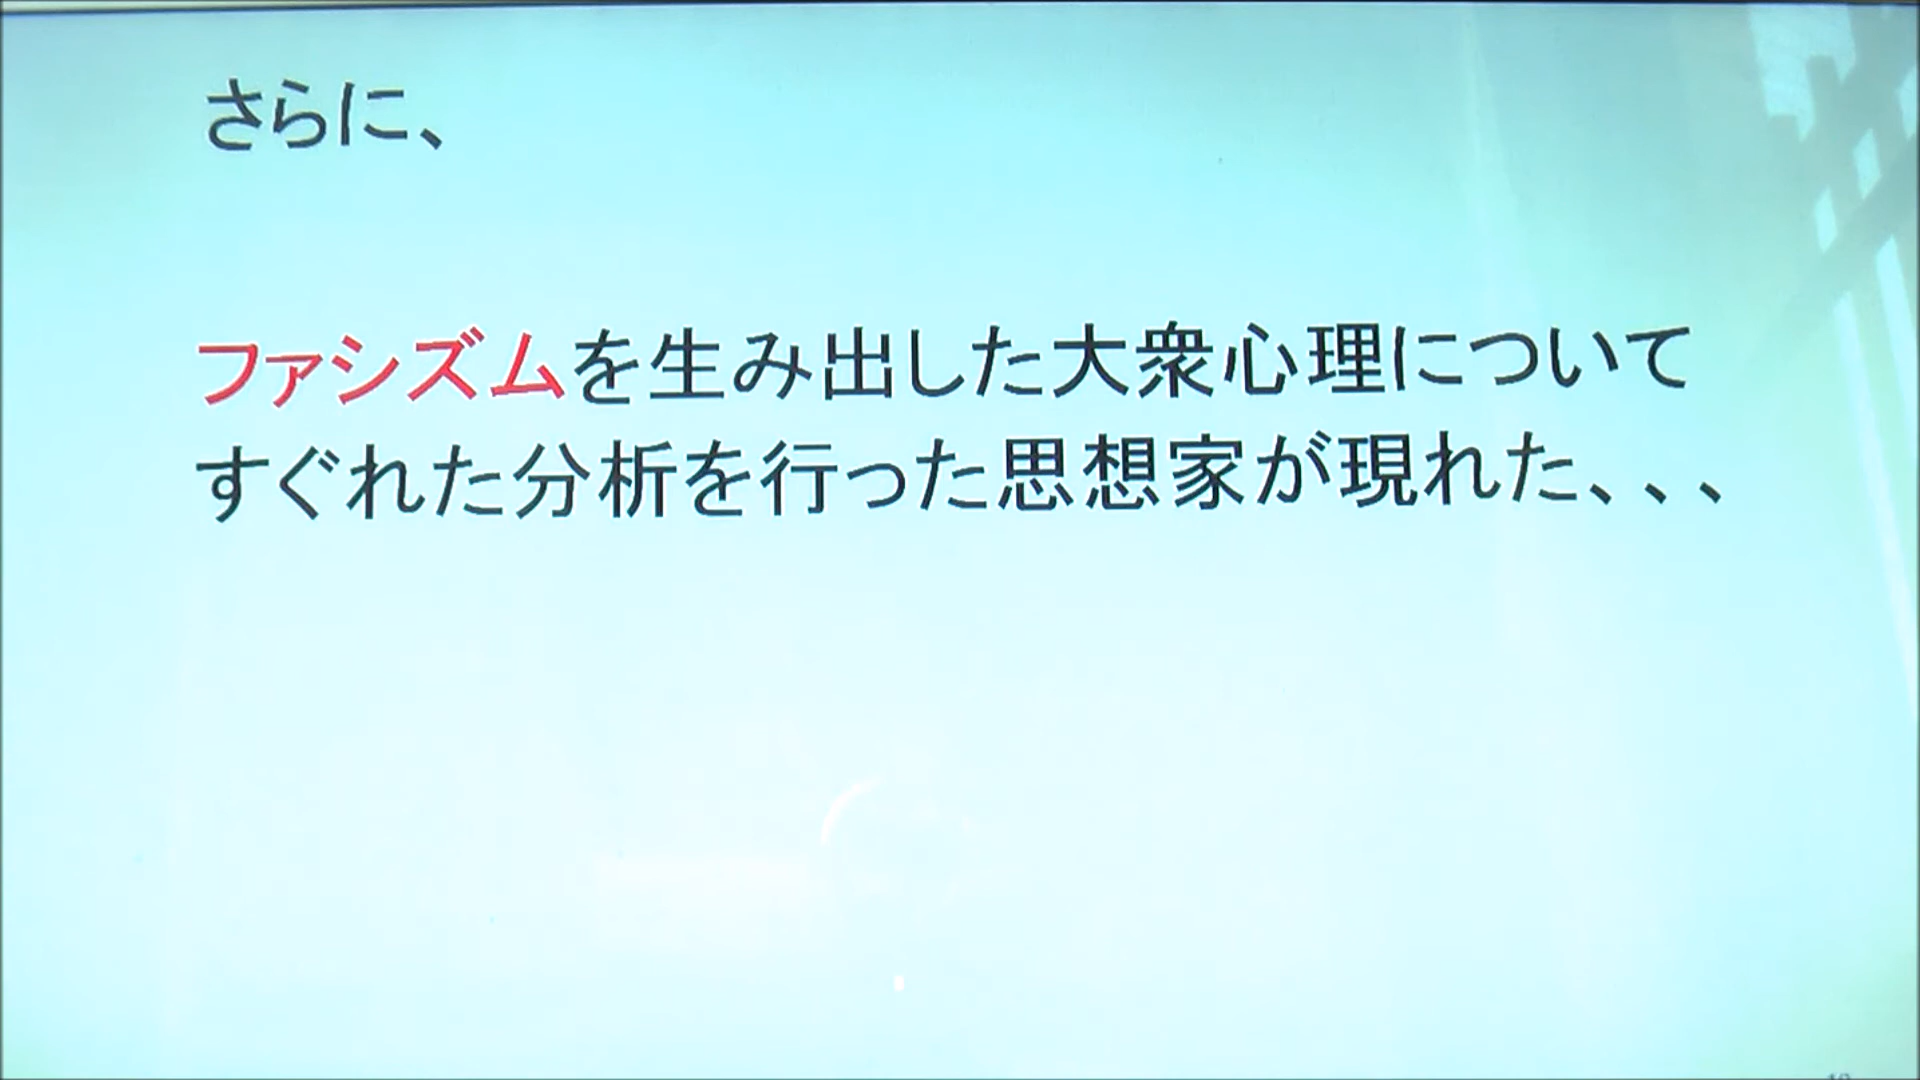 さらに、
ファシズムを生み出した大衆心理について
すぐれた分析を行った思想家が現れた、、、